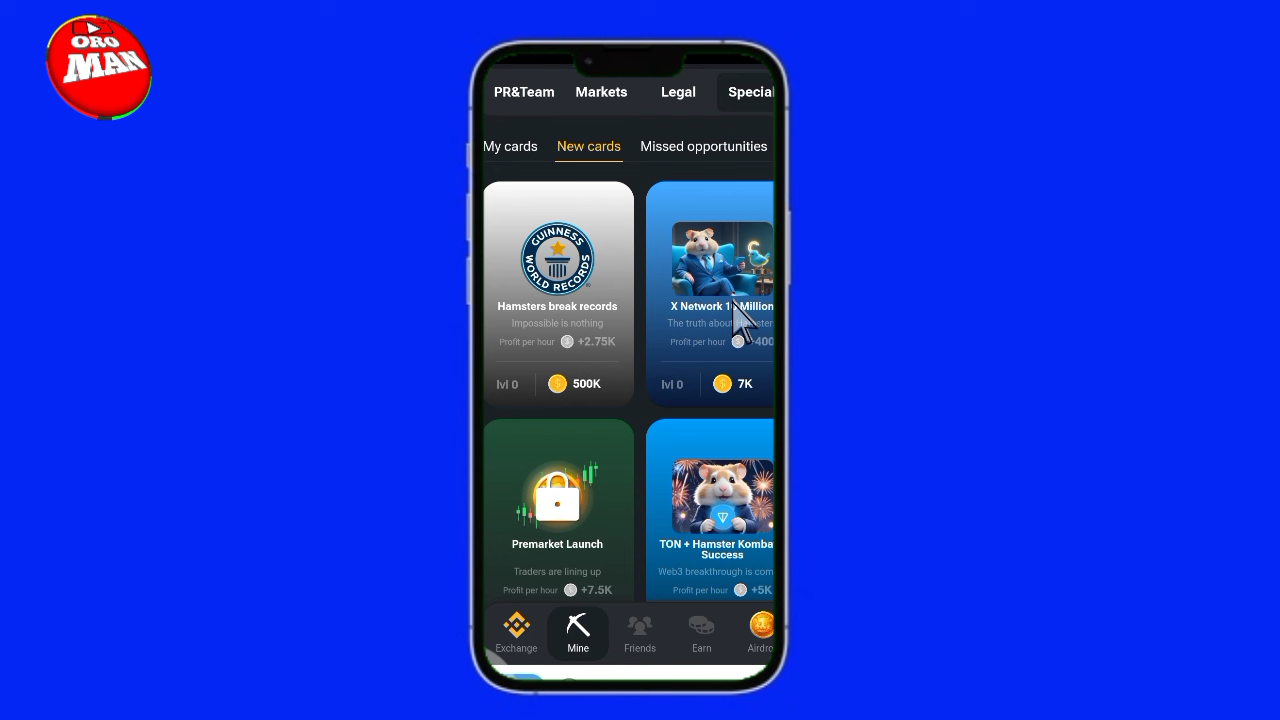 ORO
MAN
PR&Team Markets Legal Special
My cards New cards Missed opportunities
GUINNESS
WORLD RECORDS
Hamsters break records
Impossible is nothing
Profit per hour +2.75K
lvl 0 500K
X Network 1 Million
The truth about Hamster
Profit per hour 400
lvl 0 7K
Premarket Launch
Traders are lining up
Profit per hour +7.5K
TON + Hamster Komba
Success
Web3 breakthrough is com
Profit per hour +5K
Exchange Mine Friends Earn Airdro